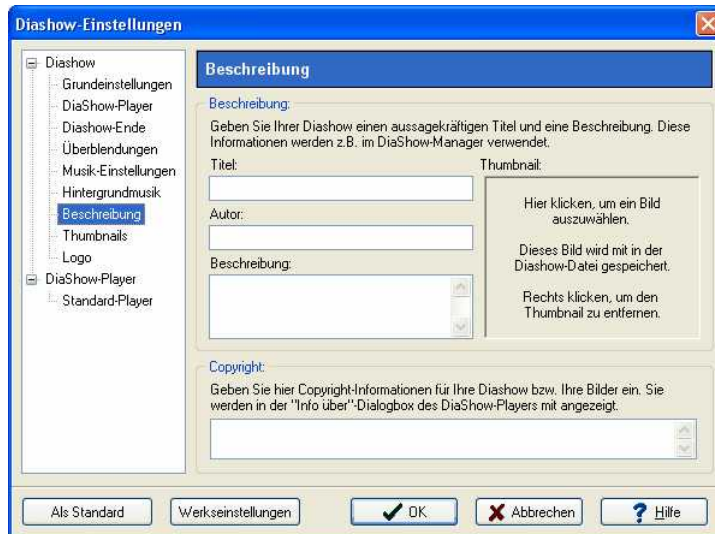 Diashow-Einstellungen
Diashow
Grundeinstellungen
DiaShow-Player
Diashow-Ende
Überblendungen
Musik-Einstellungen
Hintergrundmusik
Beschreibung
Thumbnails
Logo
DiaShow-Player
Standard-Player
Beschreibung
Beschreibung:
Geben Sie Ihrer Diashow einen aussagekräftigen Titel und eine Beschreibung. Diese
Informationen werden z.B. im DiaShow-Manager verwendet.
Titel:
Autor:
Beschreibung:
Thumbnail:
Hier klicken, um ein Bild
auszuwählen.
Dieses Bild wird mit in der
Diashow-Datei gespeichert.
Rechts klicken, um den
Thumbnail zu entfernen.
Copyright:
Geben Sie hier Copyright-Informationen für Ihre Diashow bzw. Ihre Bilder ein. Sie
werden in der "Info über"-Dialogbox des DiaShow-Players mit angezeigt.
Als Standard
Werkseinstellungen
OK
Abbrechen
Hilfe